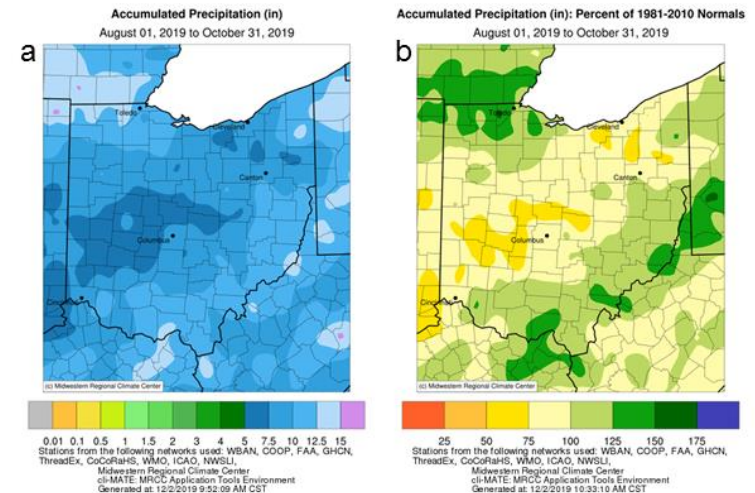 Accumulated Precipitation (in)
August 01, 2019 to October 31, 2019
a
Toledo
Cleveland
Canton
Columbus
Cincinnati
(c) Midwestern Regional Climate Center
0.01 0.1 0.5 1 1.5 2 3 4 5 7.5 10 12.5 15
Stations from the following networks used: WBAN, COOP, FAA, GHCN,
ThreadEx, CoCoRaHS, WMO, ICAO, NWSLI,
Midwestern Regional Climate Center
cli-MATE: MRCC Application Tools Environment
Generated at: 12/2/2019 9:52:09 AM CST
Accumulated Precipitation (in): Percent of 1981-2010 Normals
August 01, 2019 to October 31, 2019
b
Toledo
Cleveland
Canton
Columbus
Cincinnati
(c) Midwestern Regional Climate Center
25 50 75 100 125 150 175
Stations from the following networks used: WBAN, COOP, FAA, GHCN,
ThreadEx, CoCoRaHS, WMO, ICAO, NWSLI,
Midwestern Regional Climate Center
cli-MATE: MRCC Application Tools Environment
Generated at: 12/2/2019 10:33:10 AM CST